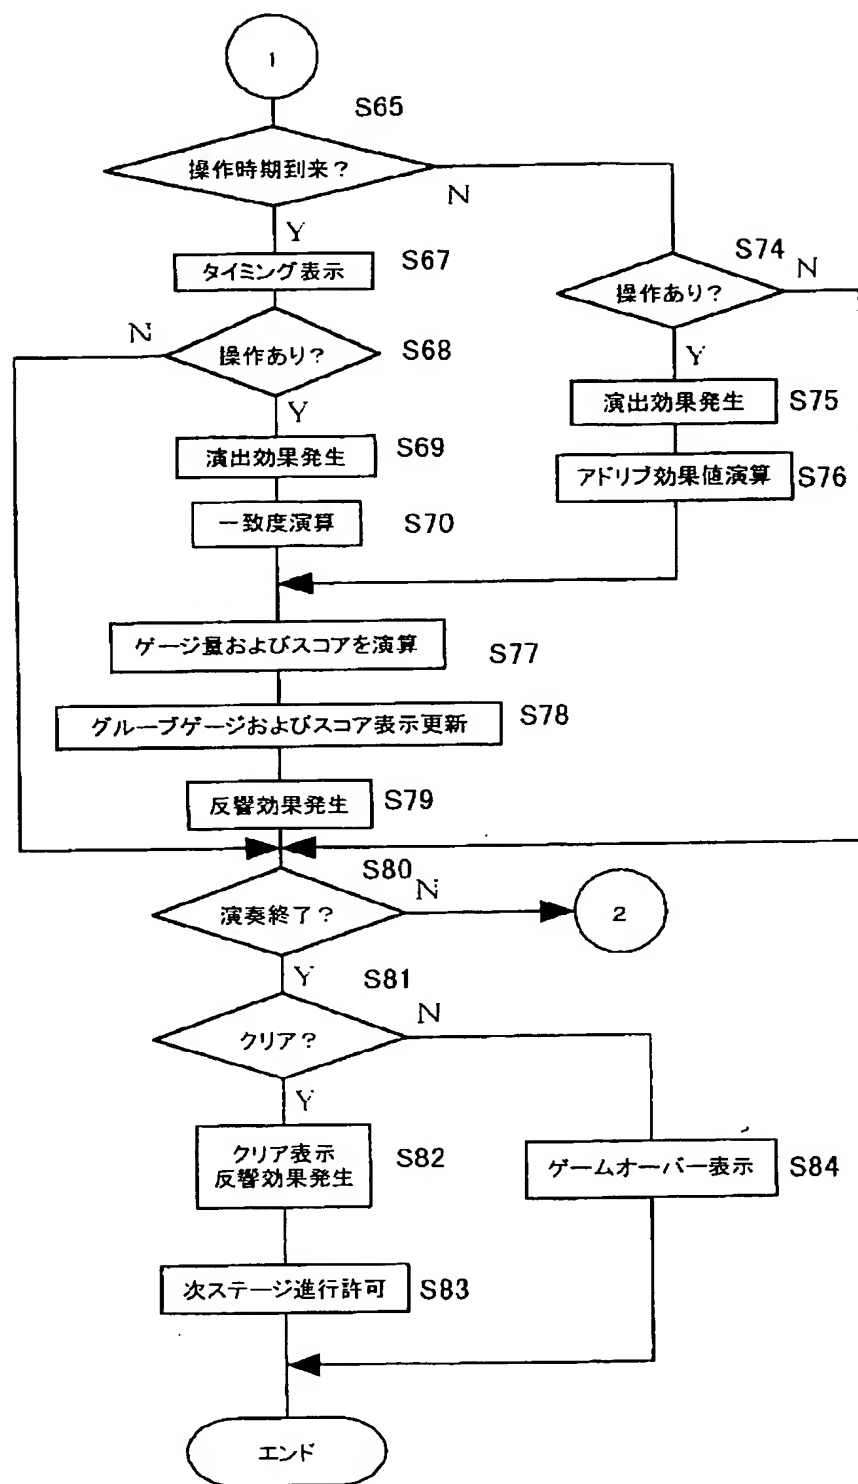 1
S65
操作時期到来?
N
Y
タイミング表示
S67
S74
N
操作あり?
N
操作あり?
S68
Y
Y
演出効果発生
S75
演出効果発生
S69
アドリブ効果値演算
S76
一致度演算
S70
ゲージ量およびスコアを演算
S77
グルーブゲージおよびスコア表示更新
S78
反響効果発生
S79
S80
演奏終了?
N
2
Y
S81
クリア?
N
Y
クリア表示
反響効果発生
S82
ゲームオーバー表示
S84
次ステージ進行許可
S83
エンド